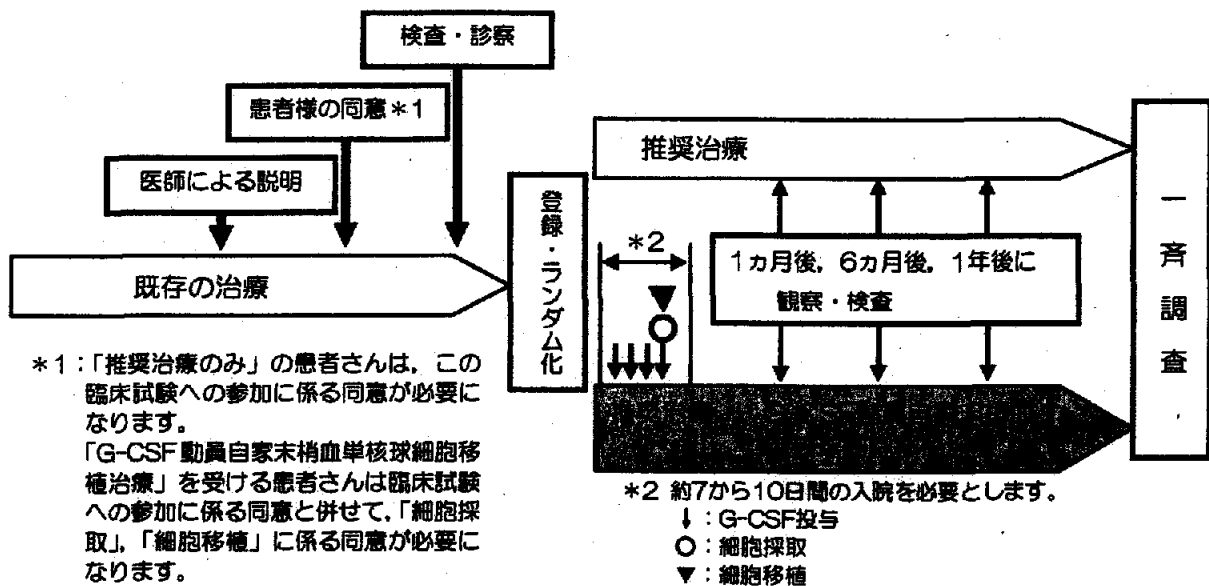 検査・診察
患者様の同意＊1
医師による説明
既存の治療
登録・ランダム化
推奨治療
＊2
1ヵ月後，6ヵ月後，1年後に
観察・検査
一斉調査
＊1：「推奨治療のみ」の患者さんは，この
臨床試験への参加に係る同意が必要に
なります。
「G-CSF動員自家末梢血単核球細胞移
植治療」を受ける患者さんは臨床試験
への参加に係る同意と併せて，「細胞採
取」，「細胞移植」に係る同意が必要に
なります。
＊2 約7から10日間の入院を必要とします。
↓：G-CSF投与
○：細胞採取
▼：細胞移植